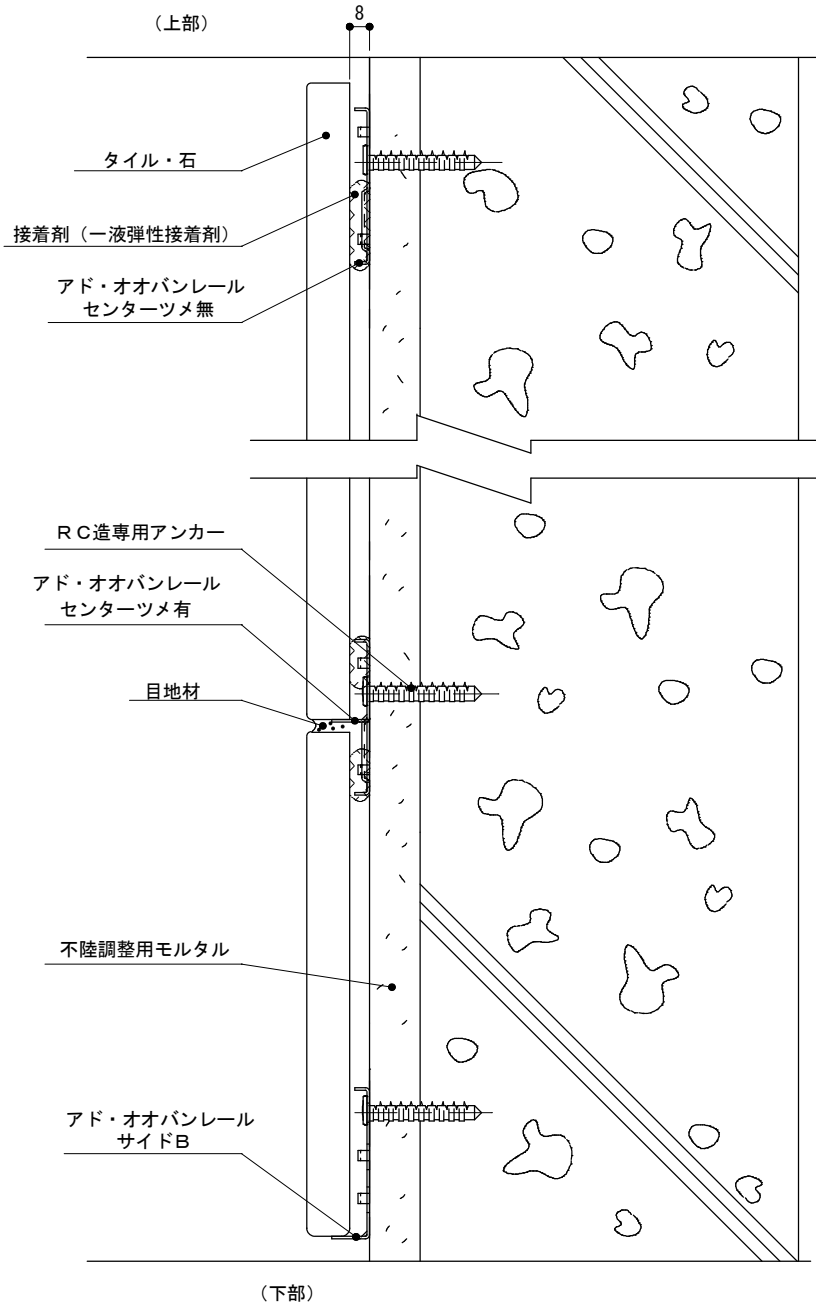 （上部）
8
タイル・石
接着剤（一液弾性接着剤）
アド・オオバンレール
センターツメ無
ＲＣ造専用アンカー
アド・オオバンレール
センターツメ有
目地材
不陸調整用モルタル
アド・オオバンレール
サイドＢ
（下部）